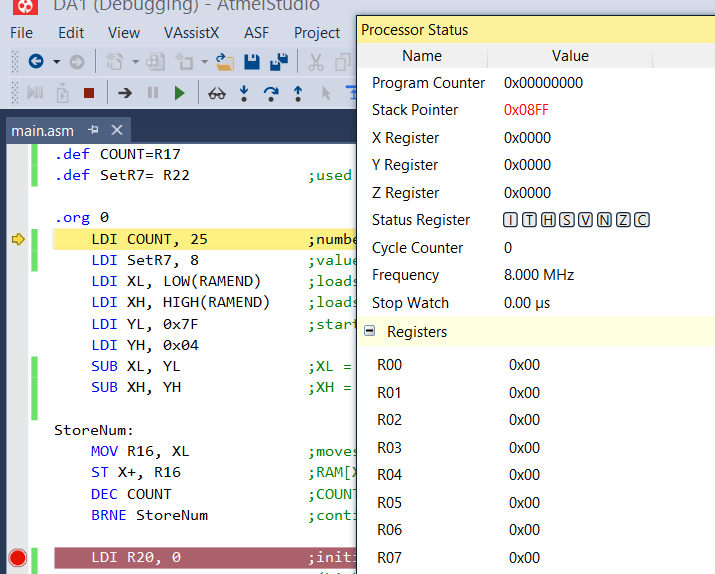 DA1 (Debugging) - AtmelStudio
File Edit View VAssistX ASF Project
main.asm
.def COUNT=R17
.def SetR7= R22 ;used
.org 0
LDI COUNT, 25 ;numbe
LDI SetR7, 8 ;value
LDI XL, LOW(RAMEND) ;loads
LDI XH, HIGH(RAMEND) ;loads
LDI YL, 0x7F ;start
LDI YH, 0x04
SUB XL, YL ;XL =
SUB XH, YH ;XH =
StoreNum:
MOV R16, XL ;moves
ST X+, R16 ;RAM[X
DEC COUNT ;COUNT
BRNE StoreNum ;conti
LDI R20, 0 ;initi
Processor Status
Name Value
Program Counter 0x00000000
Stack Pointer 0x08FF
X Register 0x0000
Y Register 0x0000
Z Register 0x0000
Status Register I T H S V N Z C
Cycle Counter 0
Frequency 8.000 MHz
Stop Watch 0.00 µs
Registers
R00 0x00
R01 0x00
R02 0x00
R03 0x00
R04 0x00
R05 0x00
R06 0x00
R07 0x00